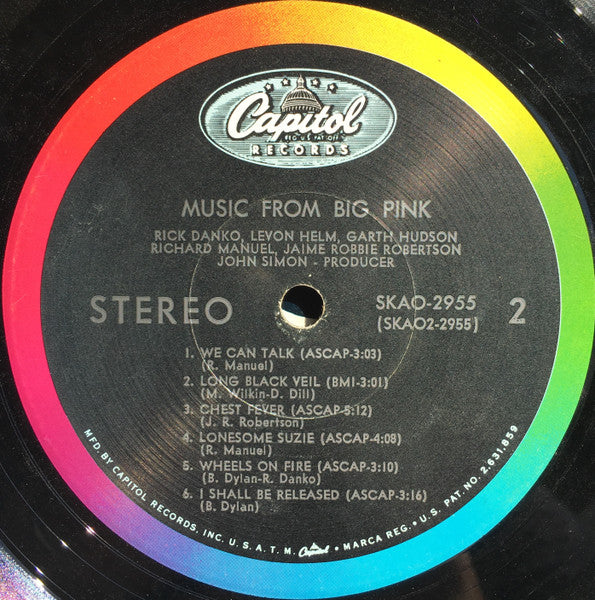 Capitol
REG. U.S. PAT. OFF.
RECORDS
MUSIC FROM BIG PINK
RICK DANKO, LEVON HELM, GARTH HUDSON
RICHARD MANUEL, JAIME ROBBIE ROBERTSON
JOHN SIMON - PRODUCER
STEREO
SKAO-2955
(SKAO2-2955)
2
1. WE CAN TALK (ASCAP-3:03)
(R. Manuel)
2. LONG BLACK VEIL (BMI-3:01)
(M. Wilkin-D. Dill)
3. CHEST FEVER (ASCAP-5:12)
(J. R. Robertson)
4. LONESOME SUZIE (ASCAP-4:08)
(R. Manuel)
5. WHEELS ON FIRE (ASCAP-3:10)
(B. Dylan-R. Danko)
6. I SHALL BE RELEASED (ASCAP-3:16)
(B. Dylan)
MFD. BY CAPITOL RECORDS, INC. U.S.A. T.M. Capitol • MARCA REG. • U.S. PAT. NO. 2,631,859